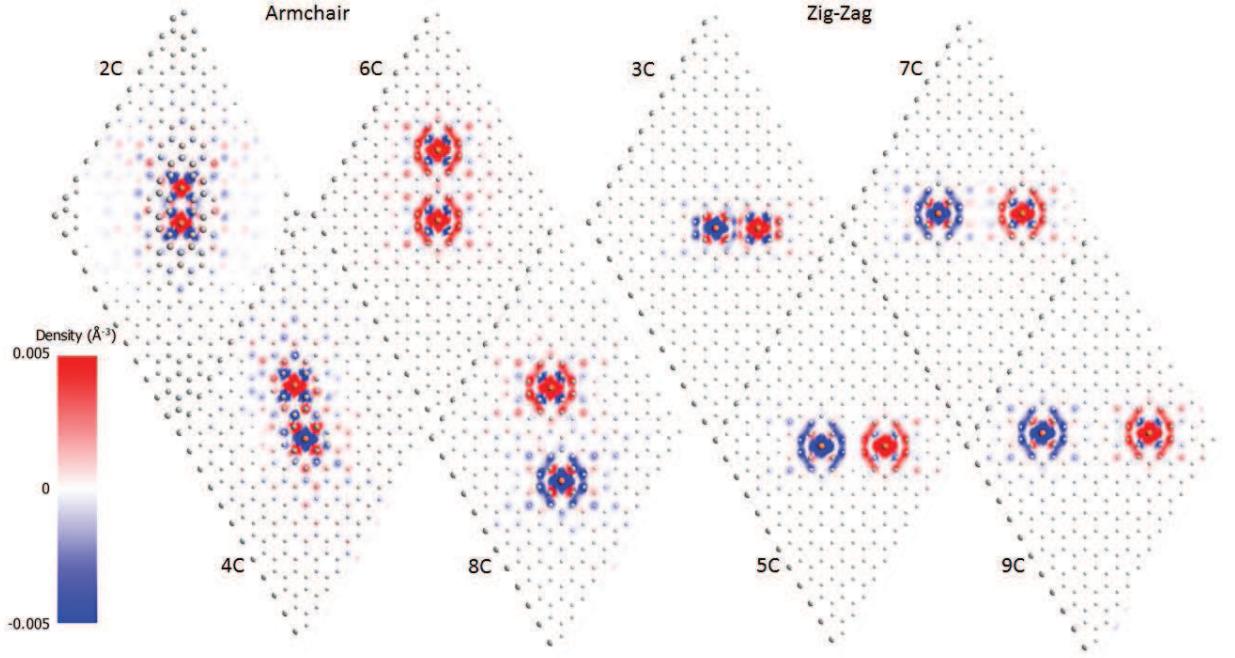 Armchair
Zig-Zag
2C
6C
3C
7C
Density (Å-3)
0.005
0
-0.005
4C
8C
5C
9C